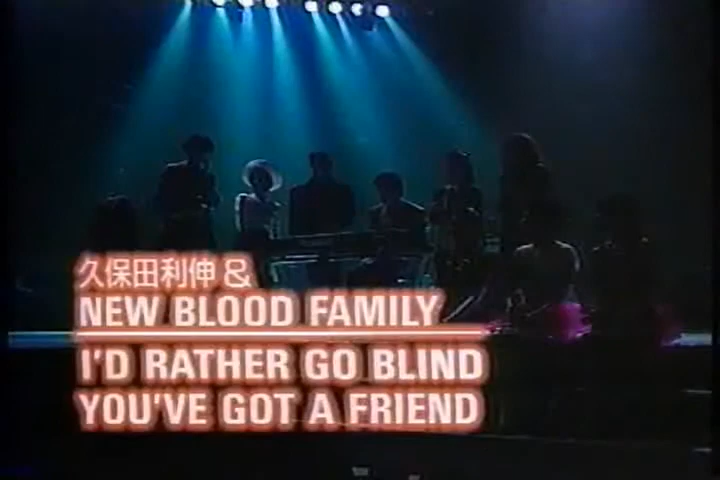 久保田利伸&
NEW BLOOD FAMILY
I'D RATHER GO BLIND
YOU'VE GOT A FRIEND